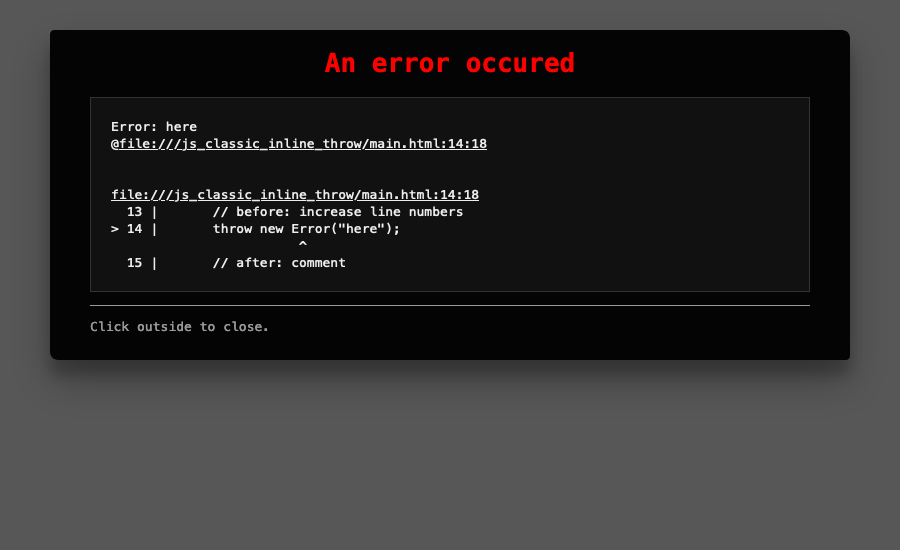 An error occured
Error: here
@file:///js_classic_inline_throw/main.html:14:18
file:///js_classic_inline_throw/main.html:14:18
  13 |       // before: increase line numbers
> 14 |       throw new Error("here");
                        ^
  15 |       // after: comment
Click outside to close.